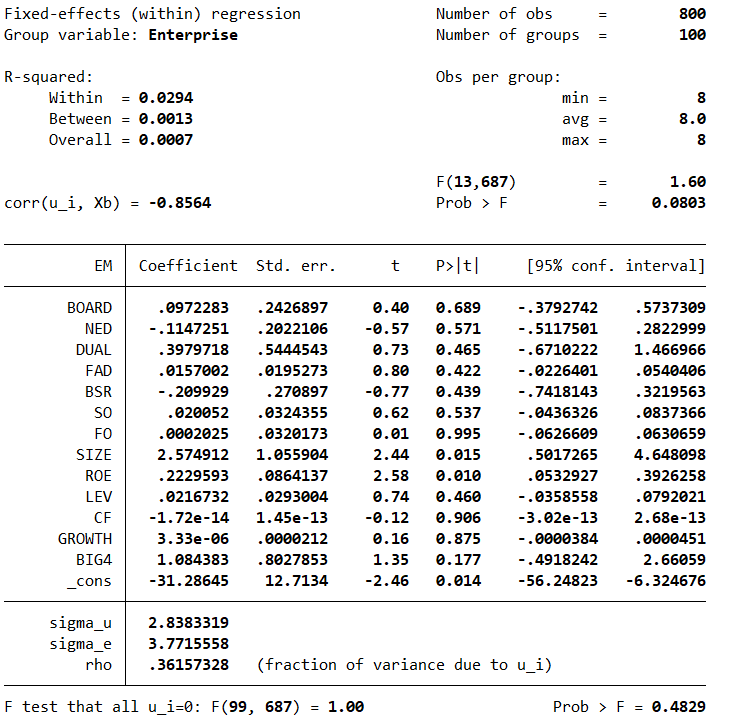 Fixed-effects (within) regression Number of obs = 800
Group variable: Enterprise Number of groups = 100
R-squared: Obs per group:
Within = 0.0294 min = 8
Between = 0.0013 avg = 8.0
Overall = 0.0007 max = 8
F(13,687) = 1.60
corr(u_i, Xb) = -0.8564 Prob > F = 0.0803
EM Coefficient Std. err. t P>|t| [95% conf. interval]
BOARD .0972283 .2426897 0.40 0.689 -.3792742 .5737309
NED -.1147251 .2022106 -0.57 0.571 -.5117501 .2822999
DUAL .3979718 .5444543 0.73 0.465 -.6710222 1.466966
FAD .0157002 .0195273 0.80 0.422 -.0226401 .0540406
BSR -.209929 .270897 -0.77 0.439 -.7418143 .3219563
SO .020052 .0324355 0.62 0.537 -.0436326 .0837366
FO .0002025 .0320173 0.01 0.995 -.0626609 .0630659
SIZE 2.574912 1.055904 2.44 0.015 .5017265 4.648098
ROE .2229593 .0864137 2.58 0.010 .0532927 .3926258
LEV .0216732 .0293004 0.74 0.460 -.0358558 .0792021
CF -1.72e-14 1.45e-13 -0.12 0.906 -3.02e-13 2.68e-13
GROWTH 3.33e-06 .0000212 0.16 0.875 -.0000384 .0000451
BIG4 1.084383 .8027853 1.35 0.177 -.4918242 2.66059
_cons -31.28645 12.7134 -2.46 0.014 -56.24823 -6.324676
sigma_u 2.8383319
sigma_e 3.7715558
rho .36157328 (fraction of variance due to u_i)
F test that all u_i=0: F(99, 687) = 1.00 Prob > F = 0.4829